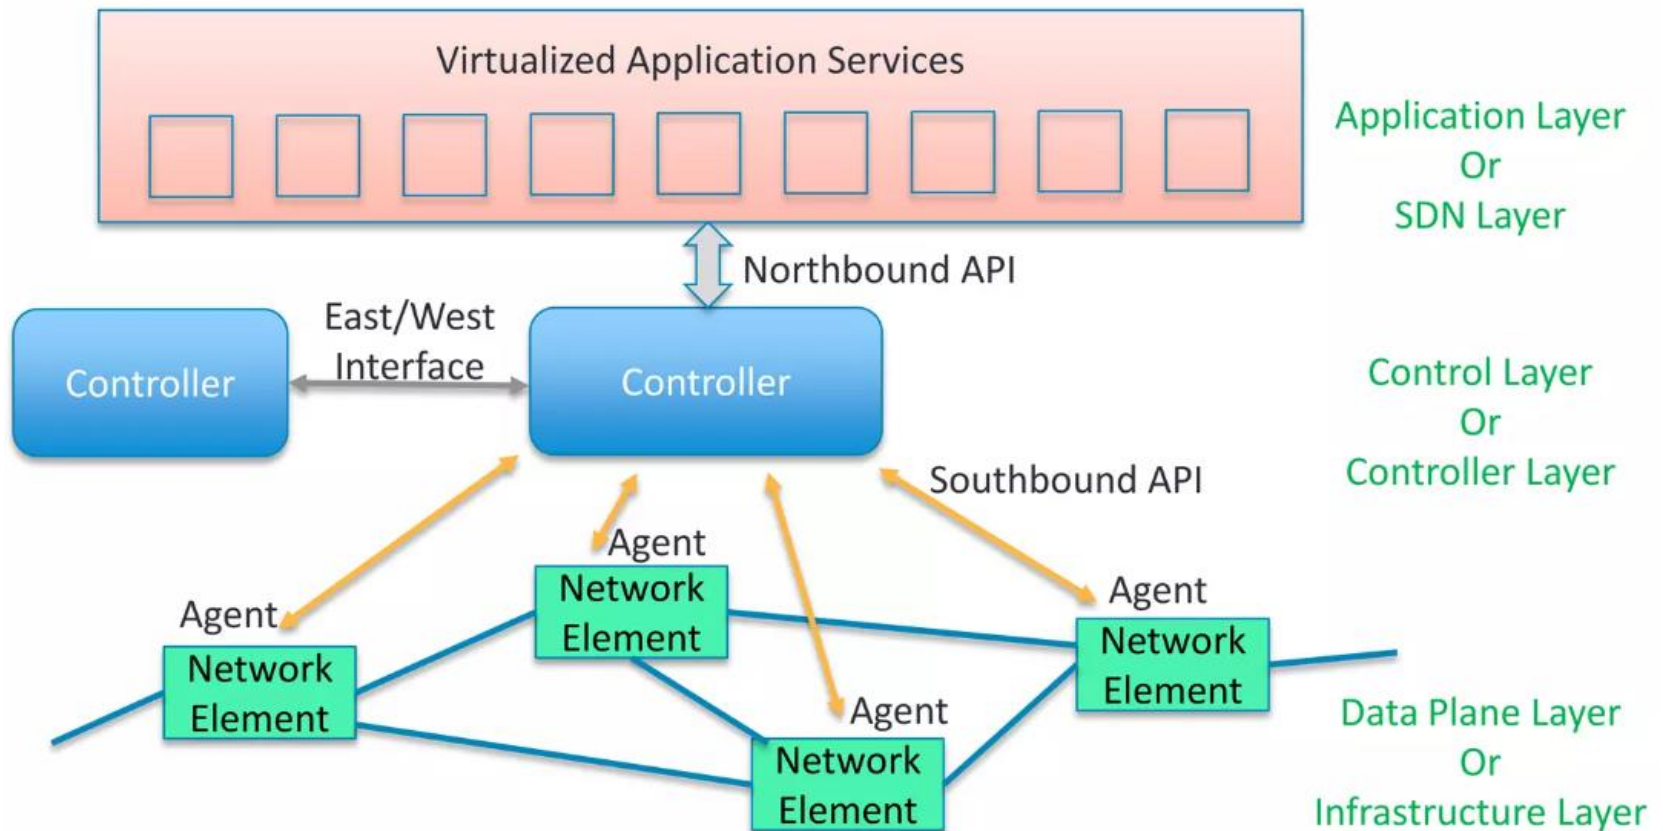 Virtualized Application Services
Application Layer
Or
SDN Layer
Northbound API
East/West
Interface
Controller
Controller
Control Layer
Or
Controller Layer
Southbound API
Agent
Network
Element
Agent
Network
Element
Agent
Network
Element
Agent
Network
Element
Data Plane Layer
Or
Infrastructure Layer